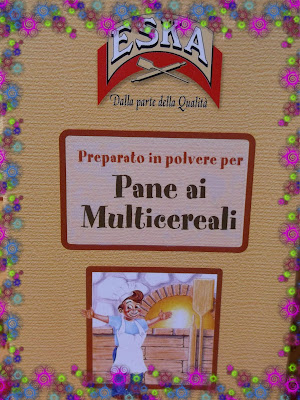 ESKA
Dalla parte della Qualità
Preparato in polvere per
Pane ai
Multicereali